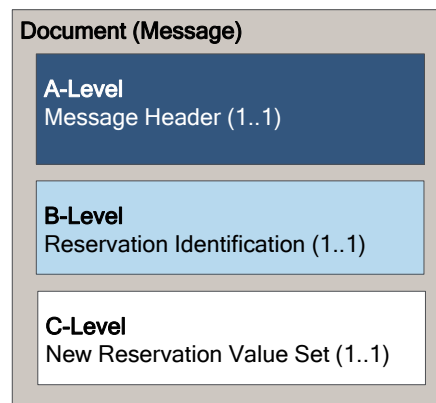 Document (Message)
A-Level
Message Header (1..1)
B-Level
Reservation Identification (1..1)
C-Level
New Reservation Value Set (1..1)